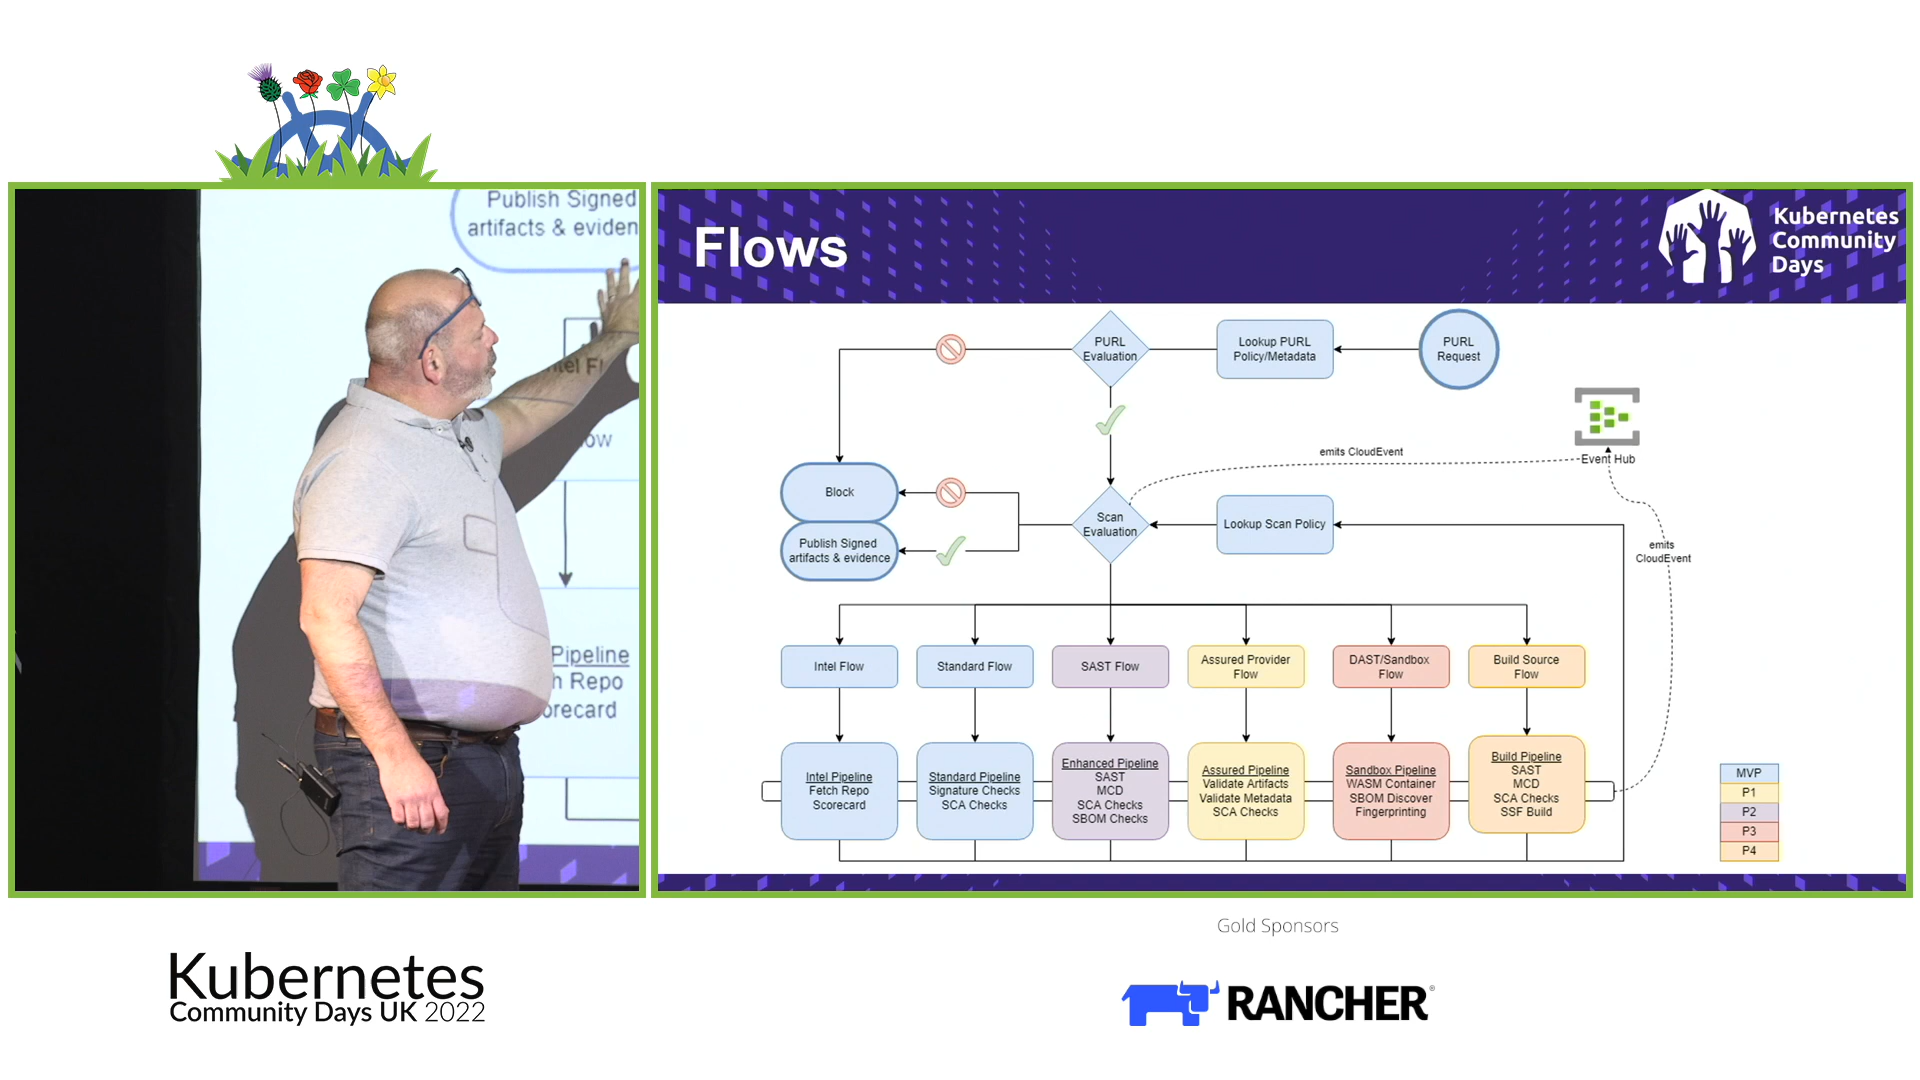 Publish Signed
artifacts & eviden
ntel Fl
ow
Pipeline
h Repo
orecard
Flows
Kubernetes
Community
Days
PURL
Evaluation
Lookup PURL
Policy/Metadata
PURL
Request
emits CloudEvent
Event Hub
Block
Publish Signed
artifacts & evidence
Scan
Evaluation
Lookup Scan Policy
emits
CloudEvent
Intel Flow
Standard Flow
SAST Flow
Assured Provider
Flow
DAST/Sandbox
Flow
Build Source
Flow
Intel Pipeline
Fetch Repo
Scorecard
Standard Pipeline
Signature Checks
SCA Checks
Enhanced Pipeline
SAST
MCD
SCA Checks
SBOM Checks
Assured Pipeline
Validate Artifacts
Validate Metadata
SCA Checks
Sandbox Pipeline
WASM Container
SBOM Discover
Fingerprinting
Build Pipeline
SAST
MCD
SCA Checks
SSF Build
MVP
P1
P2
P3
P4
Gold Sponsors
Kubernetes
Community Days UK 2022
RANCHER®